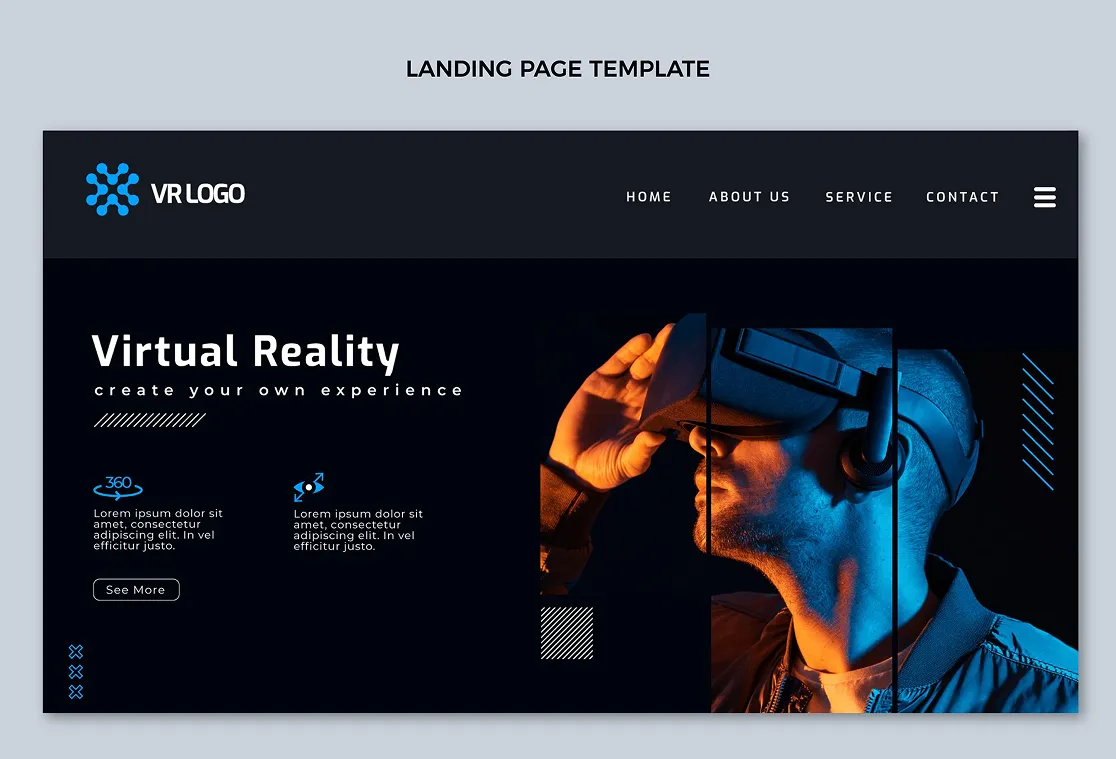 LANDING PAGE TEMPLATE
VR LOGO
HOME ABOUT US SERVICE CONTACT
Virtual Reality
create your own experience
360
Lorem ipsum dolor sit
amet, consectetur
adipiscing elit. In vel
efficitur justo.
Lorem ipsum dolor sit
amet, consectetur
adipiscing elit. In vel
efficitur justo.
See More